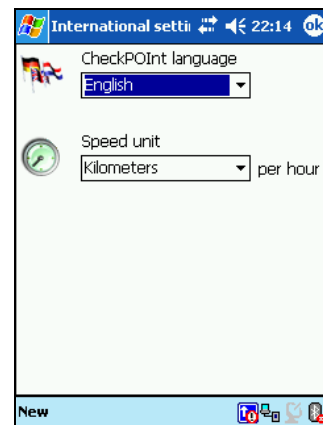 International setti 22:14 ok
CheckPOInt language
English
Speed unit
Kilometers per hour
New